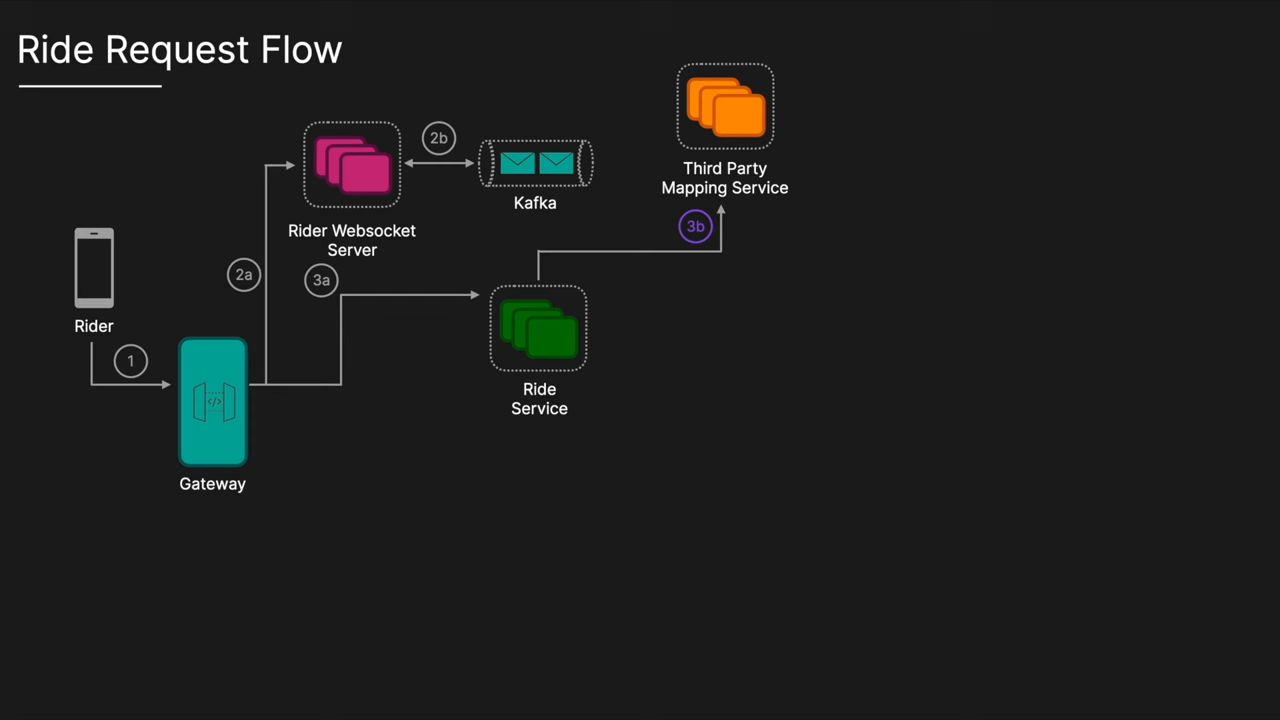 Ride Request Flow
Third Party
Mapping Service
2b
Kafka
Rider Websocket
Server
3b
2a
3a
Rider
1
</>
Ride
Service
Gateway